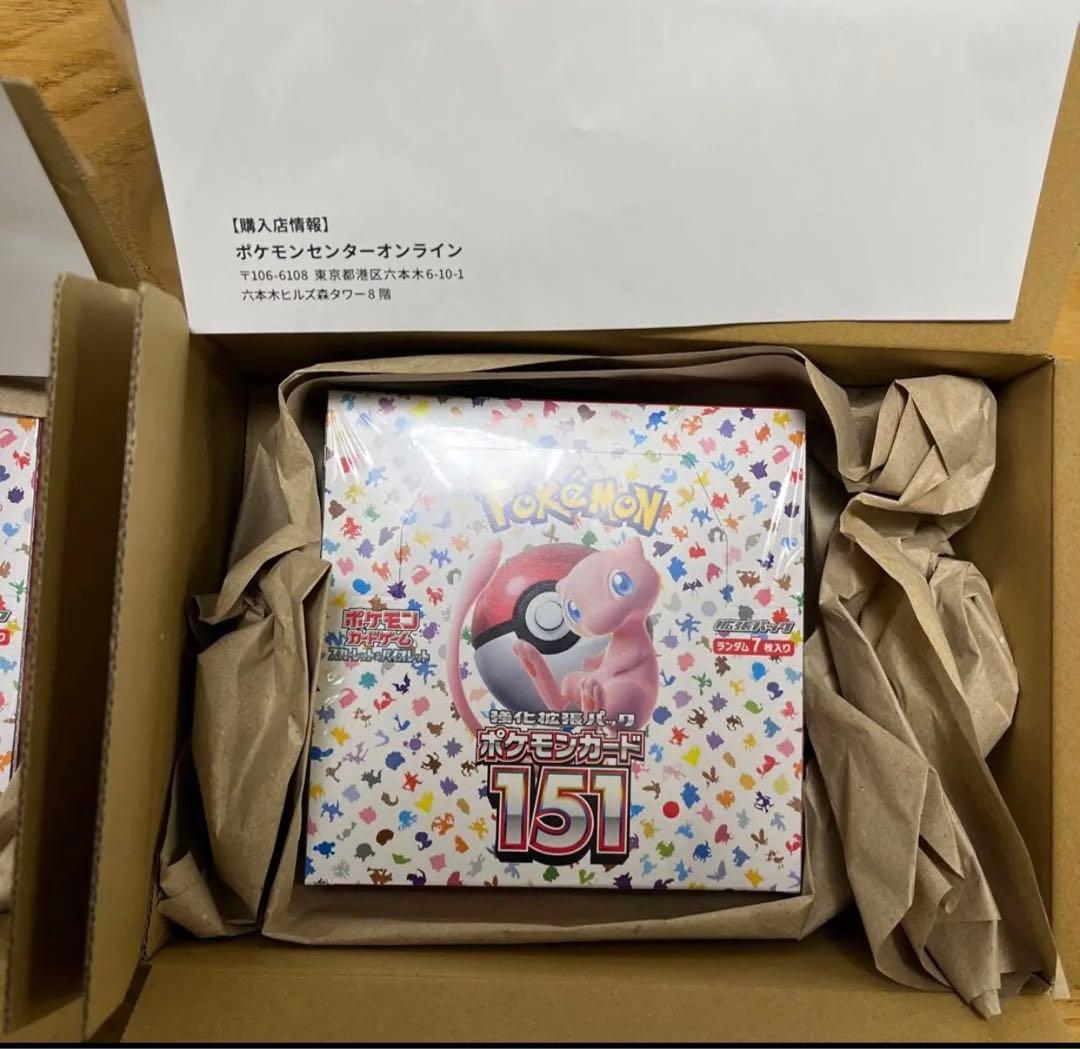 【購入店情報】
ポケモンセンターオンライン
〒106-6108 東京都港区六本木6-10-1
六本木ヒルズ森タワー8階
POKéMON
ポケモン
カードゲーム
スカーレット&バイオレット
拡張パック
ランダム7枚入り
強化拡張パック
ポケモンカード
151